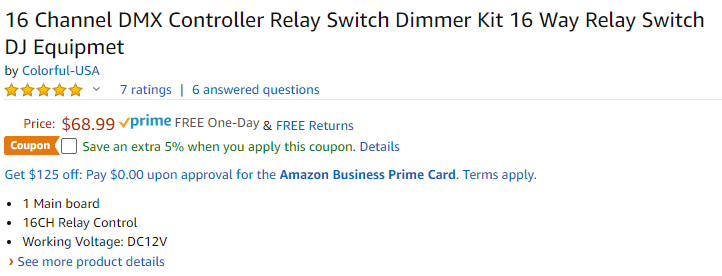 16 Channel DMX Controller Relay Switch Dimmer Kit 16 Way Relay Switch
DJ Equipmet
by Colorful-USA
7 ratings | 6 answered questions
Price: $68.99 prime FREE One-Day & FREE Returns
Coupon Save an extra 5% when you apply this coupon. Details
Get $125 off: Pay $0.00 upon approval for the Amazon Business Prime Card. Terms apply.
• 1 Main board
• 16CH Relay Control
• Working Voltage: DC12V
› See more product details